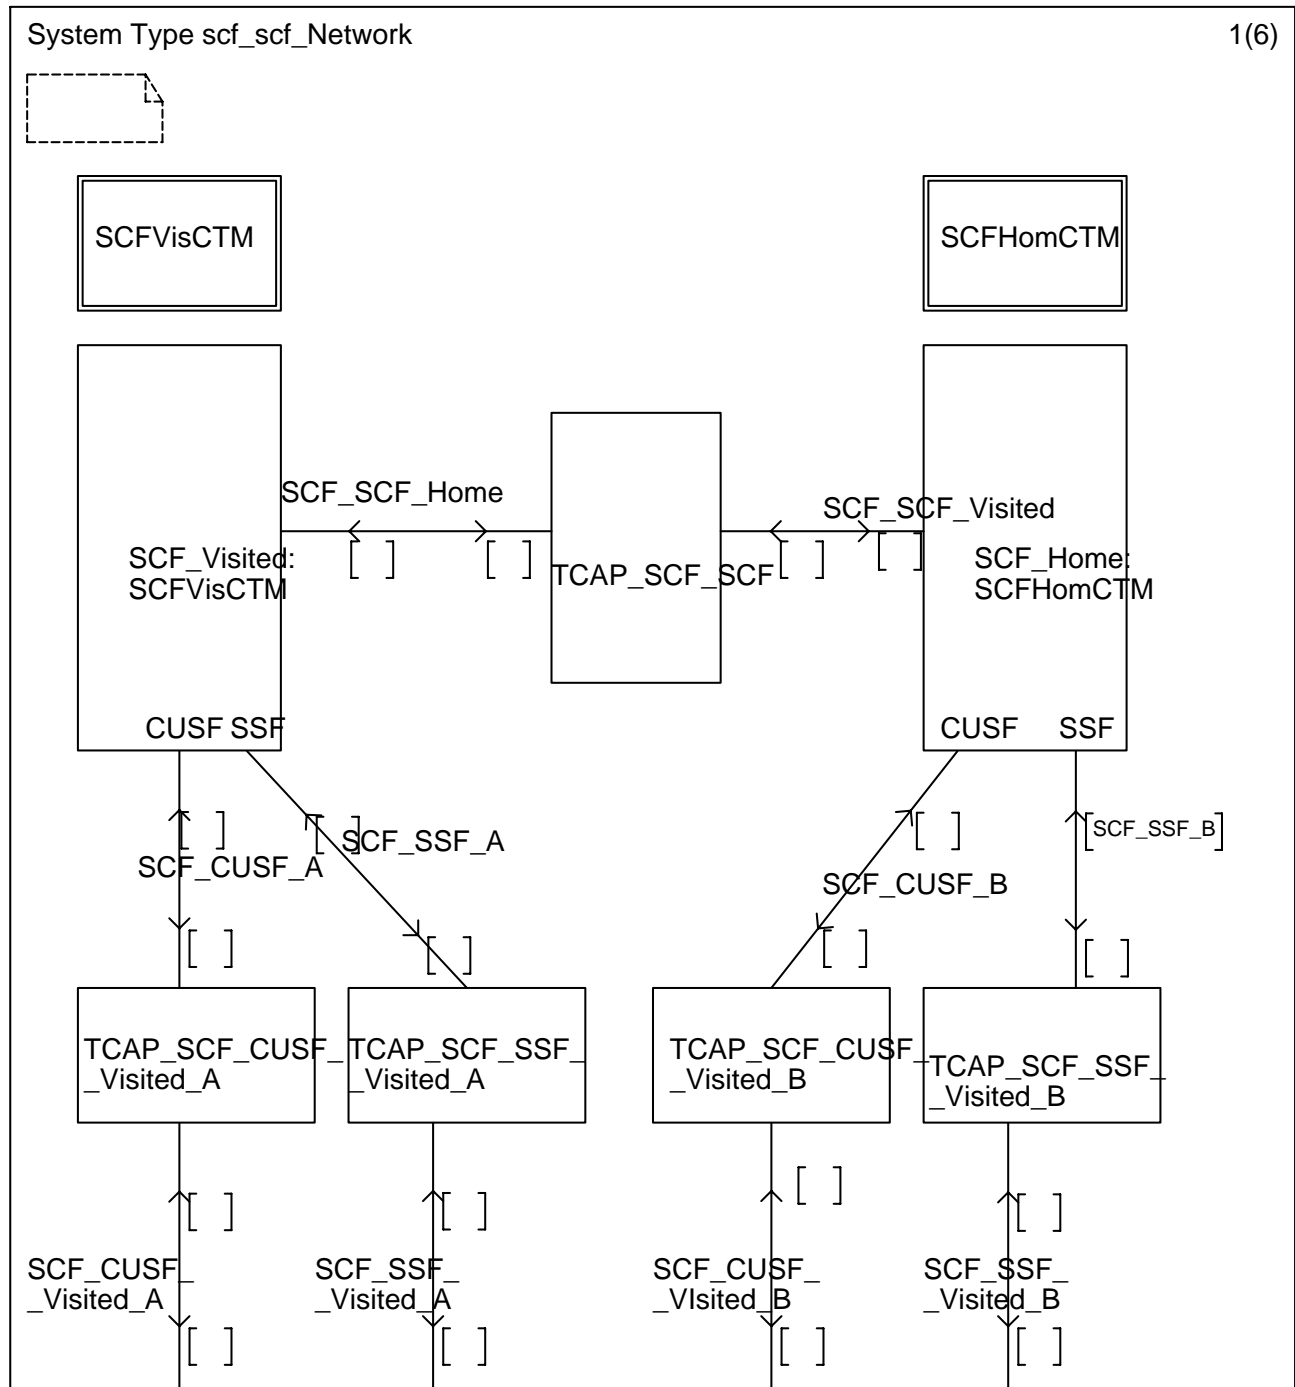 System Type scf_scf_Network
1(6)
SCFVisCTM
SCFHomCTM
SCF_SCF_Home
SCF_SCF_Visited
[ ]
[ ]
[ ]
[ ]
SCF_Visited:
SCFVisCTM
TCAP_SCF_SCF
SCF_Home:
SCFHomCTM
CUSF SSF
CUSF SSF
[ ]
[ ]
[ ]
[SCF_SSF_B]
SCF_CUSF_A
SCF_SSF_A
SCF_CUSF_B
[ ]
[ ]
[ ]
[ ]
TCAP_SCF_CUSF_
_Visited_A
TCAP_SCF_SSF_
_Visited_A
TCAP_SCF_CUSF_
_Visited_B
TCAP_SCF_SSF_
_Visited_B
[ ]
[ ]
[ ]
[ ]
SCF_CUSF_
_Visited_A
SCF_SSF_
_Visited_A
SCF_CUSF_
_VIsited_B
SCF_SSF_
_Visited_B
[ ]
[ ]
[ ]
[ ]